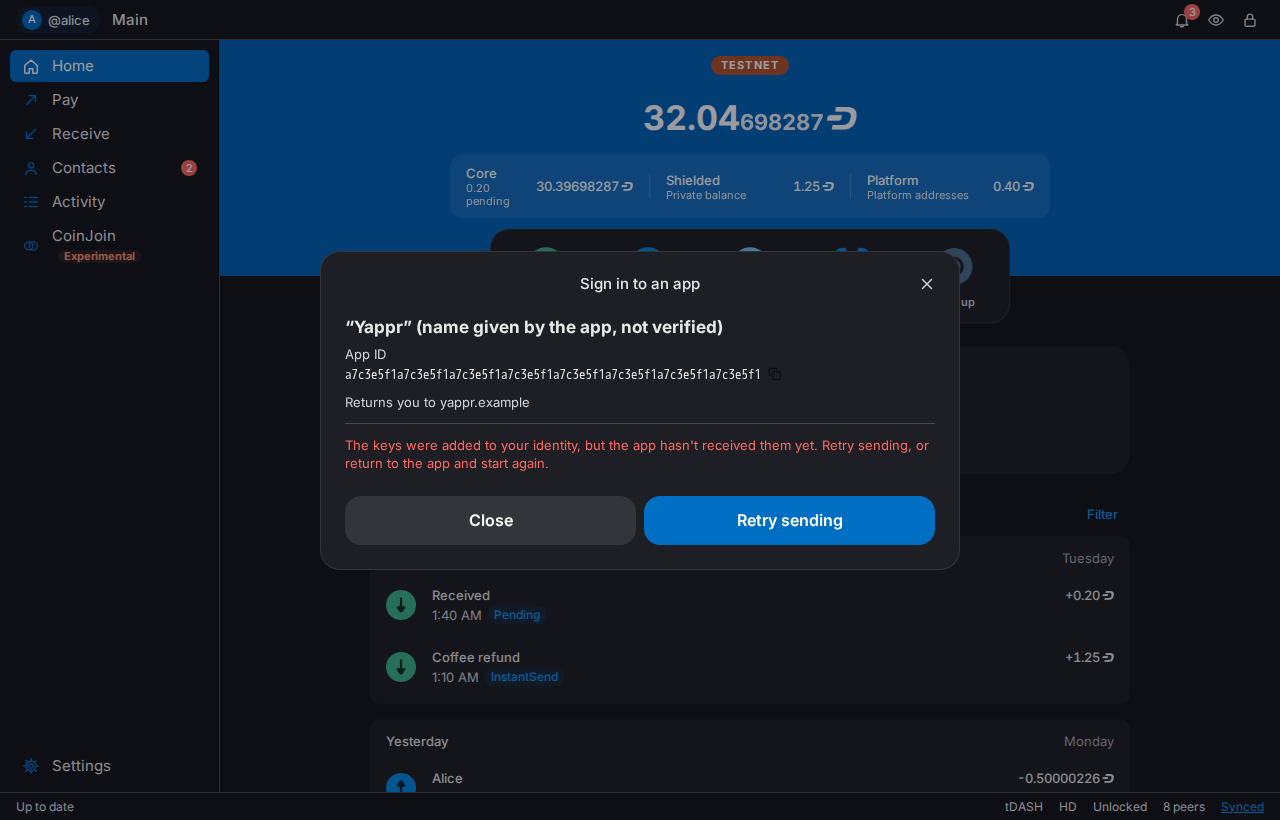 A @alice Main 3
Home
Pay
Receive
Contacts 2
Activity
CoinJoin
Experimental
Settings
TESTNET
32.04698287
Core
0.20 pending
30.39698287
Shielded
Private balance
1.25
Platform
Platform addresses
0.40
up
Sign in to an app
“Yappr” (name given by the app, not verified)
App ID
a7c3e5f1a7c3e5f1a7c3e5f1a7c3e5f1a7c3e5f1a7c3e5f1a7c3e5f1a7c3e5f1
Returns you to yappr.example
The keys were added to your identity, but the app hasn't received them yet. Retry sending, or
return to the app and start again.
Close
Retry sending
Filter
Tuesday
Received +0.20
1:40 AM Pending
Coffee refund +1.25
1:10 AM InstantSend
Yesterday Monday
Alice -0.50000226
Up to date tDASH HD Unlocked 8 peers Synced